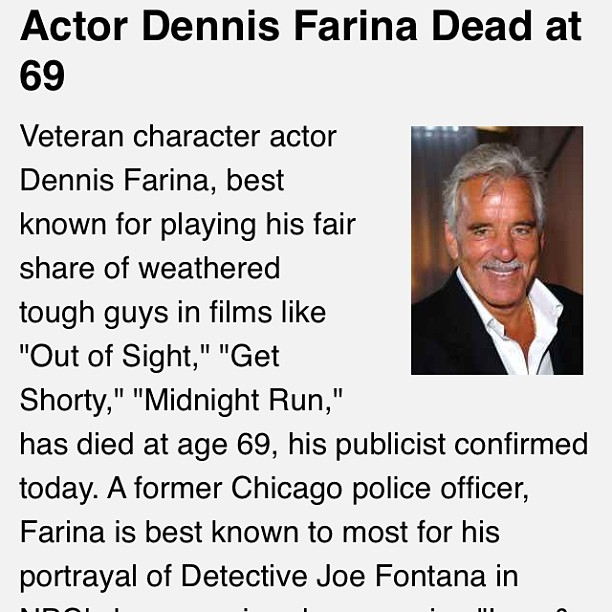 Actor Dennis Farina Dead at
69
Veteran character actor
Dennis Farina, best
known for playing his fair
share of weathered
tough guys in films like
"Out of Sight," "Get
Shorty," "Midnight Run,"
has died at age 69, his publicist confirmed
today. A former Chicago police officer,
Farina is best known to most for his
portrayal of Detective Joe Fontana in